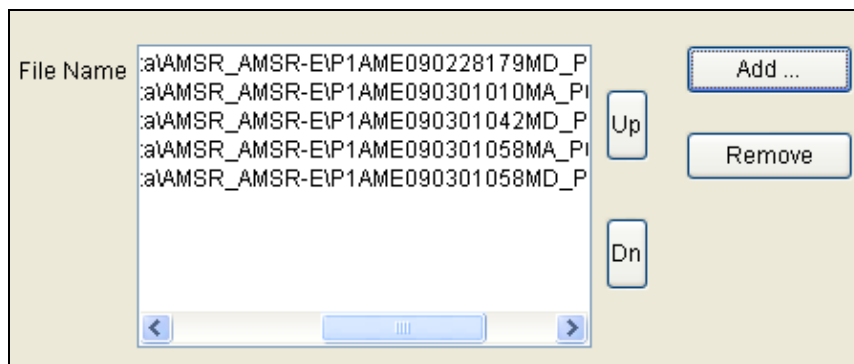 File Name
:a\AMSR_AMSR-E\P1AME090228179MD_P
:a\AMSR_AMSR-E\P1AME090301010MA_P
:a\AMSR_AMSR-E\P1AME090301042MD_P
:a\AMSR_AMSR-E\P1AME090301058MA_P
:a\AMSR_AMSR-E\P1AME090301058MD_P
Up
Dn
Add ...
Remove